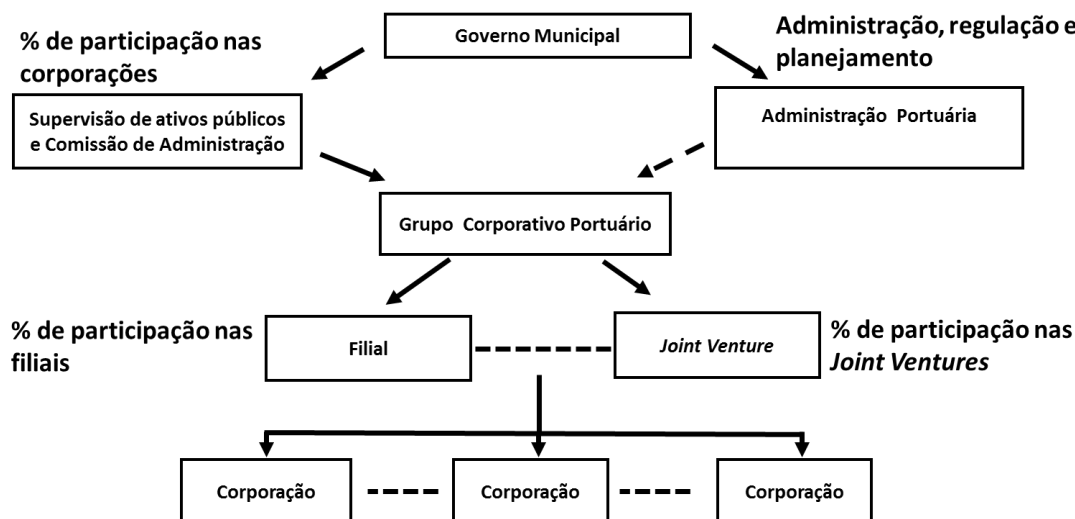 % de participação nas
corporações
Governo Municipal
Administração, regulação e
planejamento
Supervisão de ativos públicos
e Comissão de Administração
Administração Portuária
Grupo Corporativo Portuário
% de participação nas
filiais
Filial
Joint Venture
% de participação nas
Joint Ventures
Corporação
Corporação
Corporação